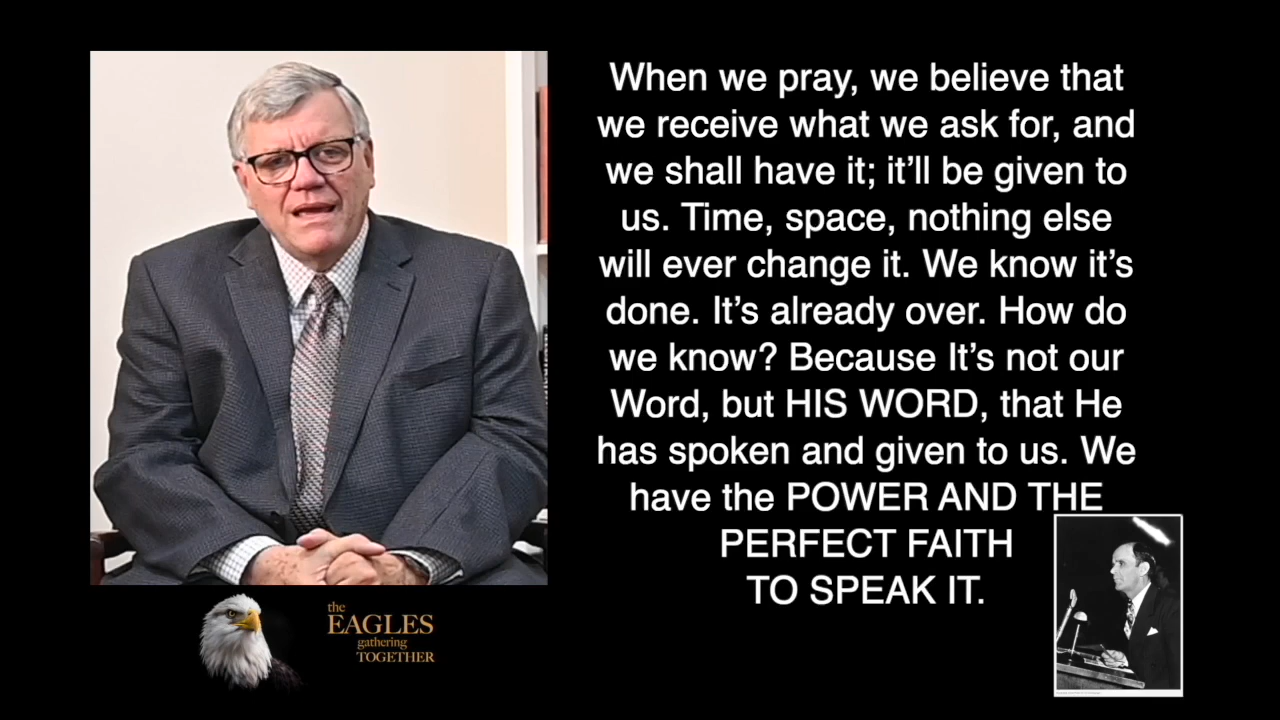 When we pray, we believe that
we receive what we ask for, and
we shall have it; it’ll be given to
us. Time, space, nothing else
will ever change it. We know it’s
done. It’s already over. How do
we know? Because It’s not our
Word, but HIS WORD, that He
has spoken and given to us. We
have the POWER AND THE
PERFECT FAITH
TO SPEAK IT.
the
EAGLES
gathering
TOGETHER